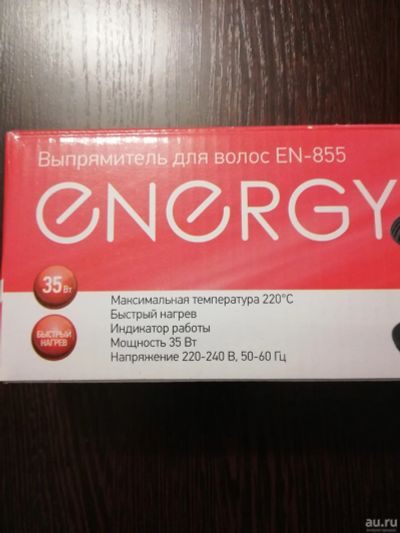 Выпрямитель для волос EN-855
eNeRGY
35 Вт
Максимальная температура 220°С
Быстрый нагрев
Индикатор работы
Мощность 35 Вт
Напряжение 220-240 В, 50-60 Гц
БЫСТРЫЙ
НАГРЕВ
au.ru